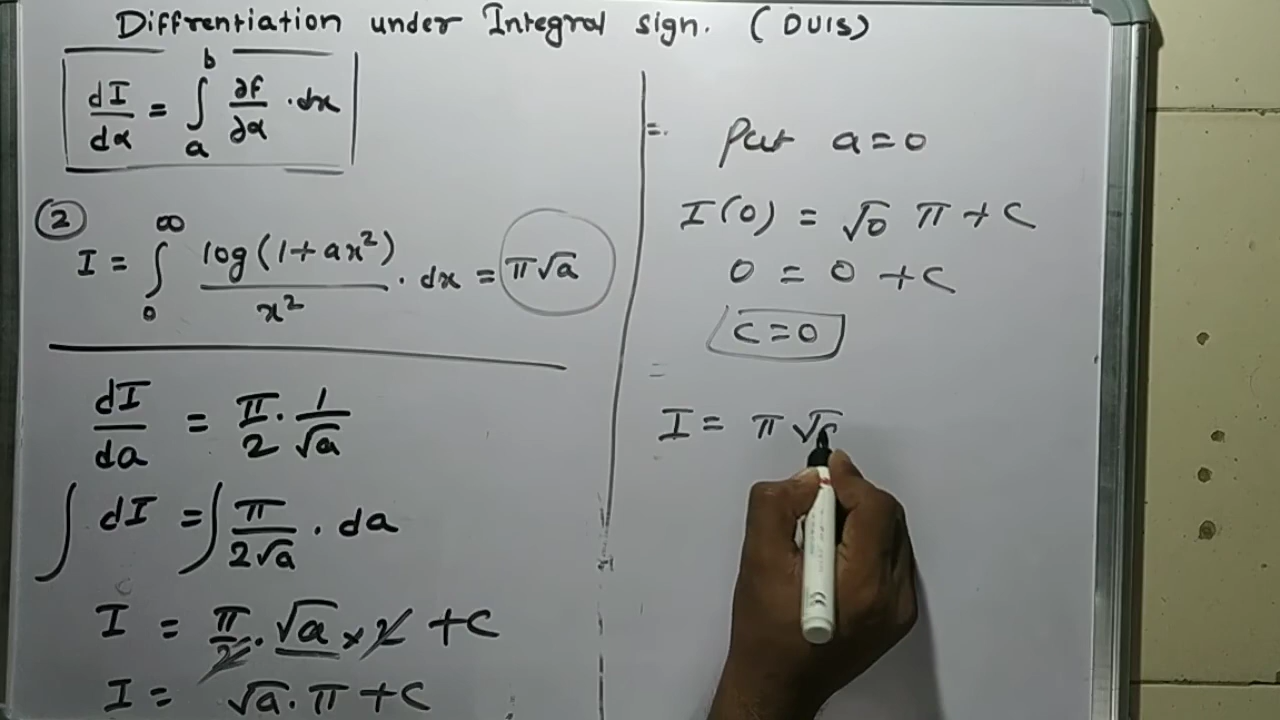 Diffrentiation under Integral sign. (DUIS)
dI/dα = ∫_a^b ∂f/∂α · dx
② I = ∫_0^∞ log(1+ax²)/x² · dx = π√a
dI/da = π/2 · 1/√a
∫ dI = ∫ π/2√a · da
I = π/2 · √a × 2 + C
I = √a · π + C
=. Put a=0
I(0) = √0 π + C
0 = 0 + C
C = 0
I = π √a